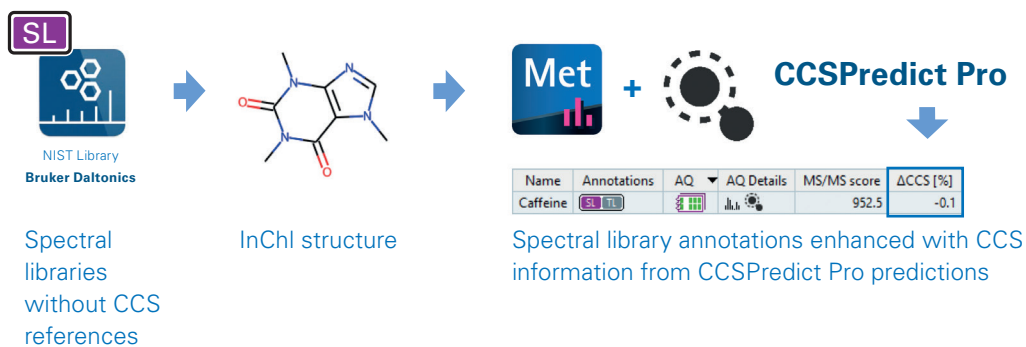 SL
NIST Library
Bruker Daltonics
Spectral
libraries
without CCS
references
N
N
N
N
O
O
InChI structure
Met
+
CCSPredict Pro
Name Annotations AQ AQ Details MS/MS score ΔCCS [%]
Caffeine SL TL 952.5 -0.1
Spectral library annotations enhanced with CCS
information from CCSPredict Pro predictions